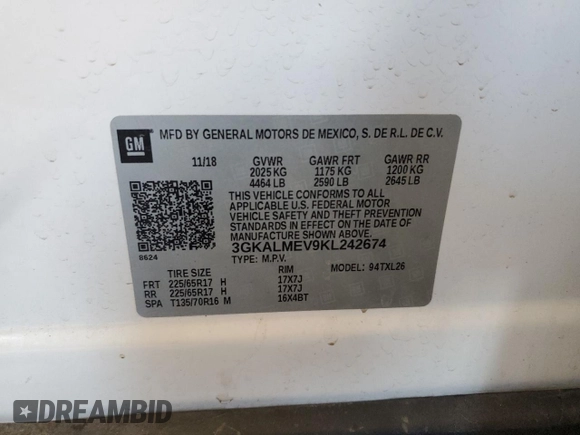 GM MFD BY GENERAL MOTORS DE MEXICO, S. DE R.L. DE C.V.
11/18 GVWR GAWR FRT GAWR RR
2025 KG 1175 KG 1200 KG
4464 LB 2590 LB 2645 LB
THIS VEHICLE CONFORMS TO ALL
APPLICABLE U.S. FEDERAL MOTOR
VEHICLE SAFETY AND THEFT PREVENTION
STANDARDS IN EFFECT ON THE DATE OF
MANUFACTURE SHOWN ABOVE.
3GKALMEV9KL242674
8624
TYPE: M.P.V. MODEL: 94TXL26
TIRE SIZE RIM
FRT 225/65R17 H 17X7J
RR 225/65R17 H 17X7J
SPA T135/70R16 M 16X4BT
DREAMBID